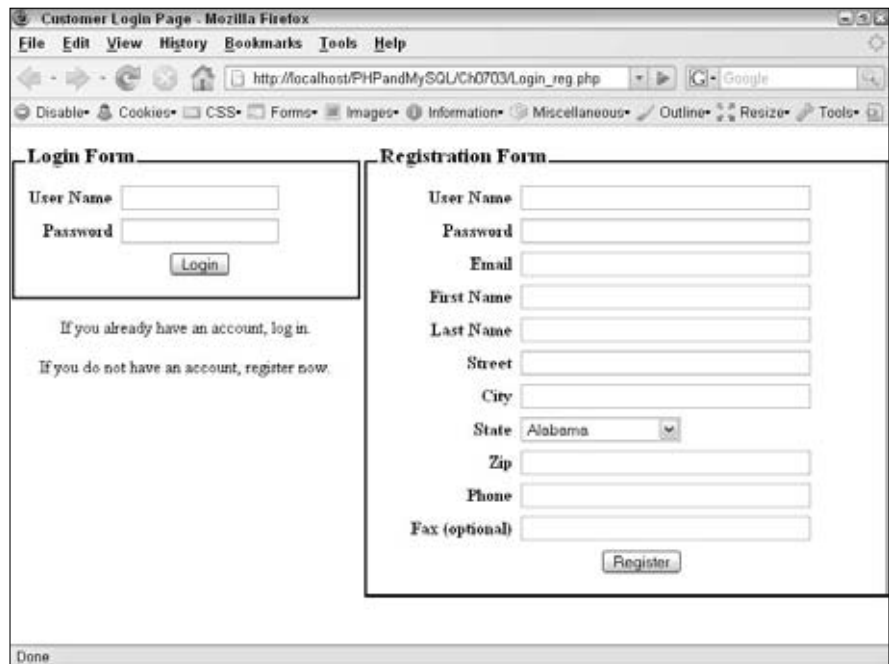 Customer Login Page - Mozilla Firefox
File Edit View History Bookmarks Tools Help
http://localhost/PHPandMySQL/Ch0703/Login_reg.php
G Google
Disable Cookies CSS Forms Images Information Miscellaneous Outline Resize Tools
Login Form
User Name
Password
Login
If you already have an account, log in.
If you do not have an account, register now.
Registration Form
User Name
Password
Email
First Name
Last Name
Street
City
State Alabama
Zip
Phone
Fax (optional)
Register
Done